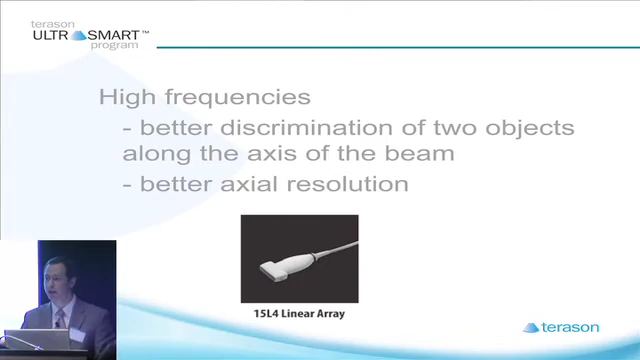 terason
ULTRASMART™
program
High frequencies
- better discrimination of two objects
along the axis of the beam
- better axial resolution
15L4 Linear Array
terason